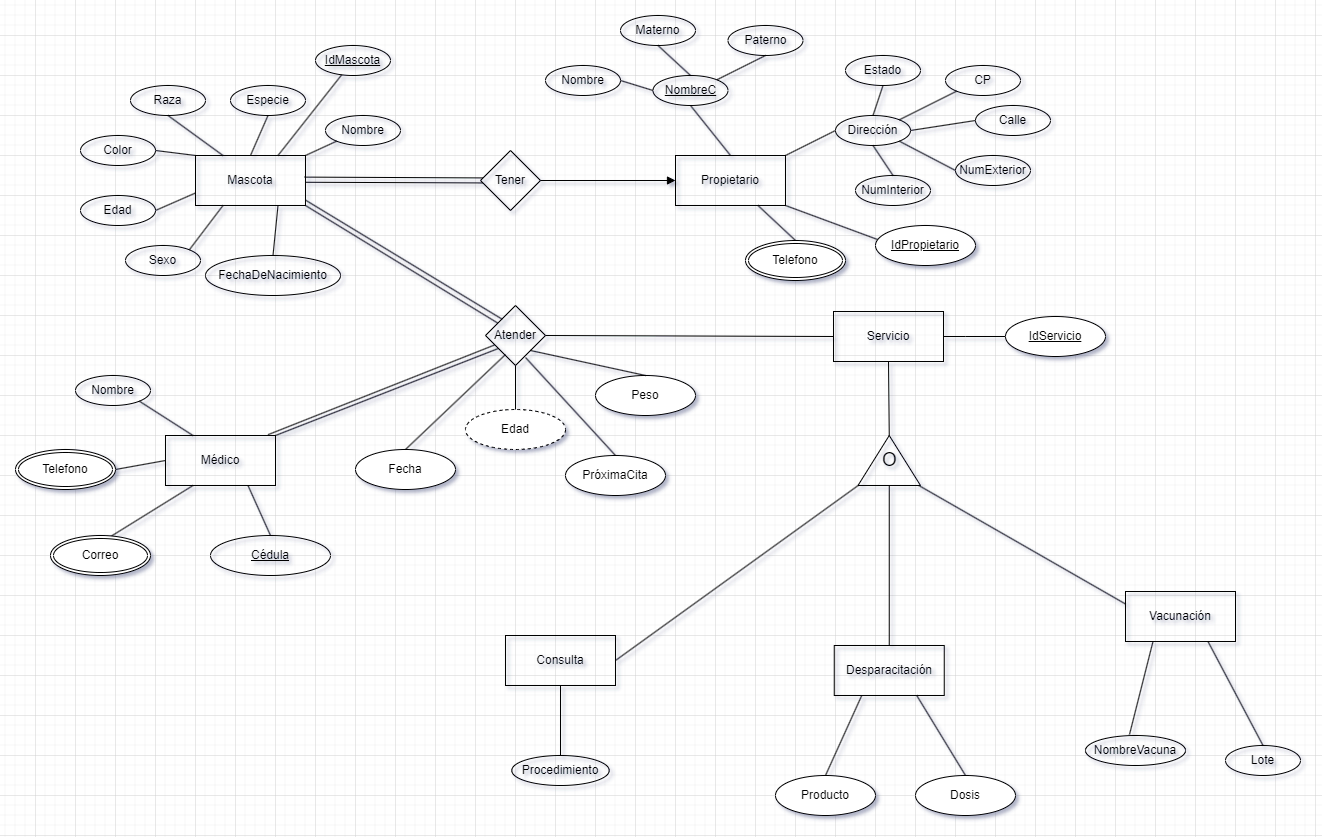 Materno
Paterno
IdMascota
Estado
Nombre
NombreC
CP
Raza
Especie
Calle
Nombre
Dirección
Color
Mascota
Tener
Propietario
NumExterior
NumInterior
Edad
Sexo
FechaDeNacimiento
Telefono
IdPropietario
Atender
Servicio
IdServicio
Nombre
Peso
Edad
Médico
O
Telefono
Fecha
PróximaCita
Correo
Cédula
Vacunación
Consulta
Desparacitación
NombreVacuna
Lote
Procedimiento
Producto
Dosis